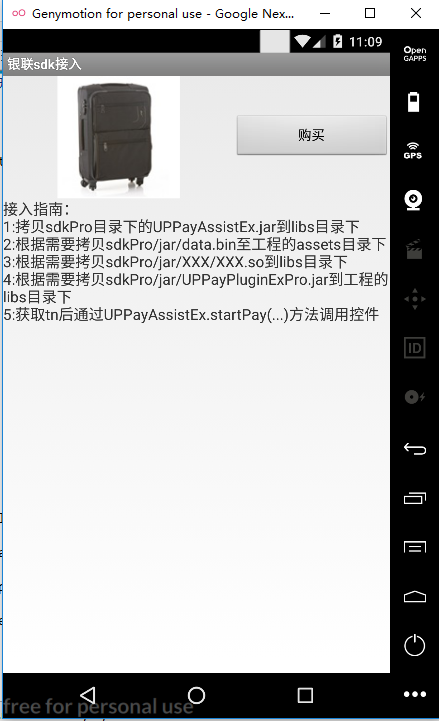 Genymotion for personal use - Google Nex...
11:09
Open
GAPPS
银联sdk接入
购买
GPS
接入指南：
1:拷贝sdkPro目录下的UPPayAssistEx.jar到libs目录下
2:根据需要拷贝sdkPro/jar/data.bin至工程的assets目录下
3:根据需要拷贝sdkPro/jar/XXX/XXX.so到libs目录下
4:根据需要拷贝sdkPro/jar/UPPayPluginExPro.jar到工程的
libs目录下
5:获取tn后通过UPPayAssistEx.startPay(...)方法调用控件
ID
free for personal use